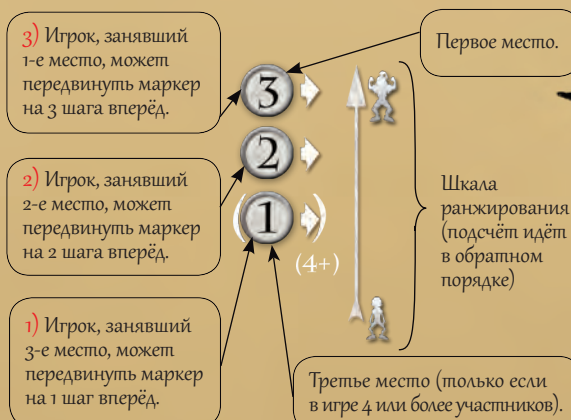 3) Игрок, занявший
1-е место, может
передвинуть маркер
на 3 шага вперёд.
Первое место.
3
2) Игрок, занявший
2-е место, может
передвинуть маркер
на 2 шага вперёд.
2
(1)
(4+)
Шкала
ранжирования
(подсчёт идёт
в обратном
порядке)
1) Игрок, занявший
3-е место, может
передвинуть маркер
на 1 шаг вперёд.
Третье место (только если
в игре 4 или более участников).